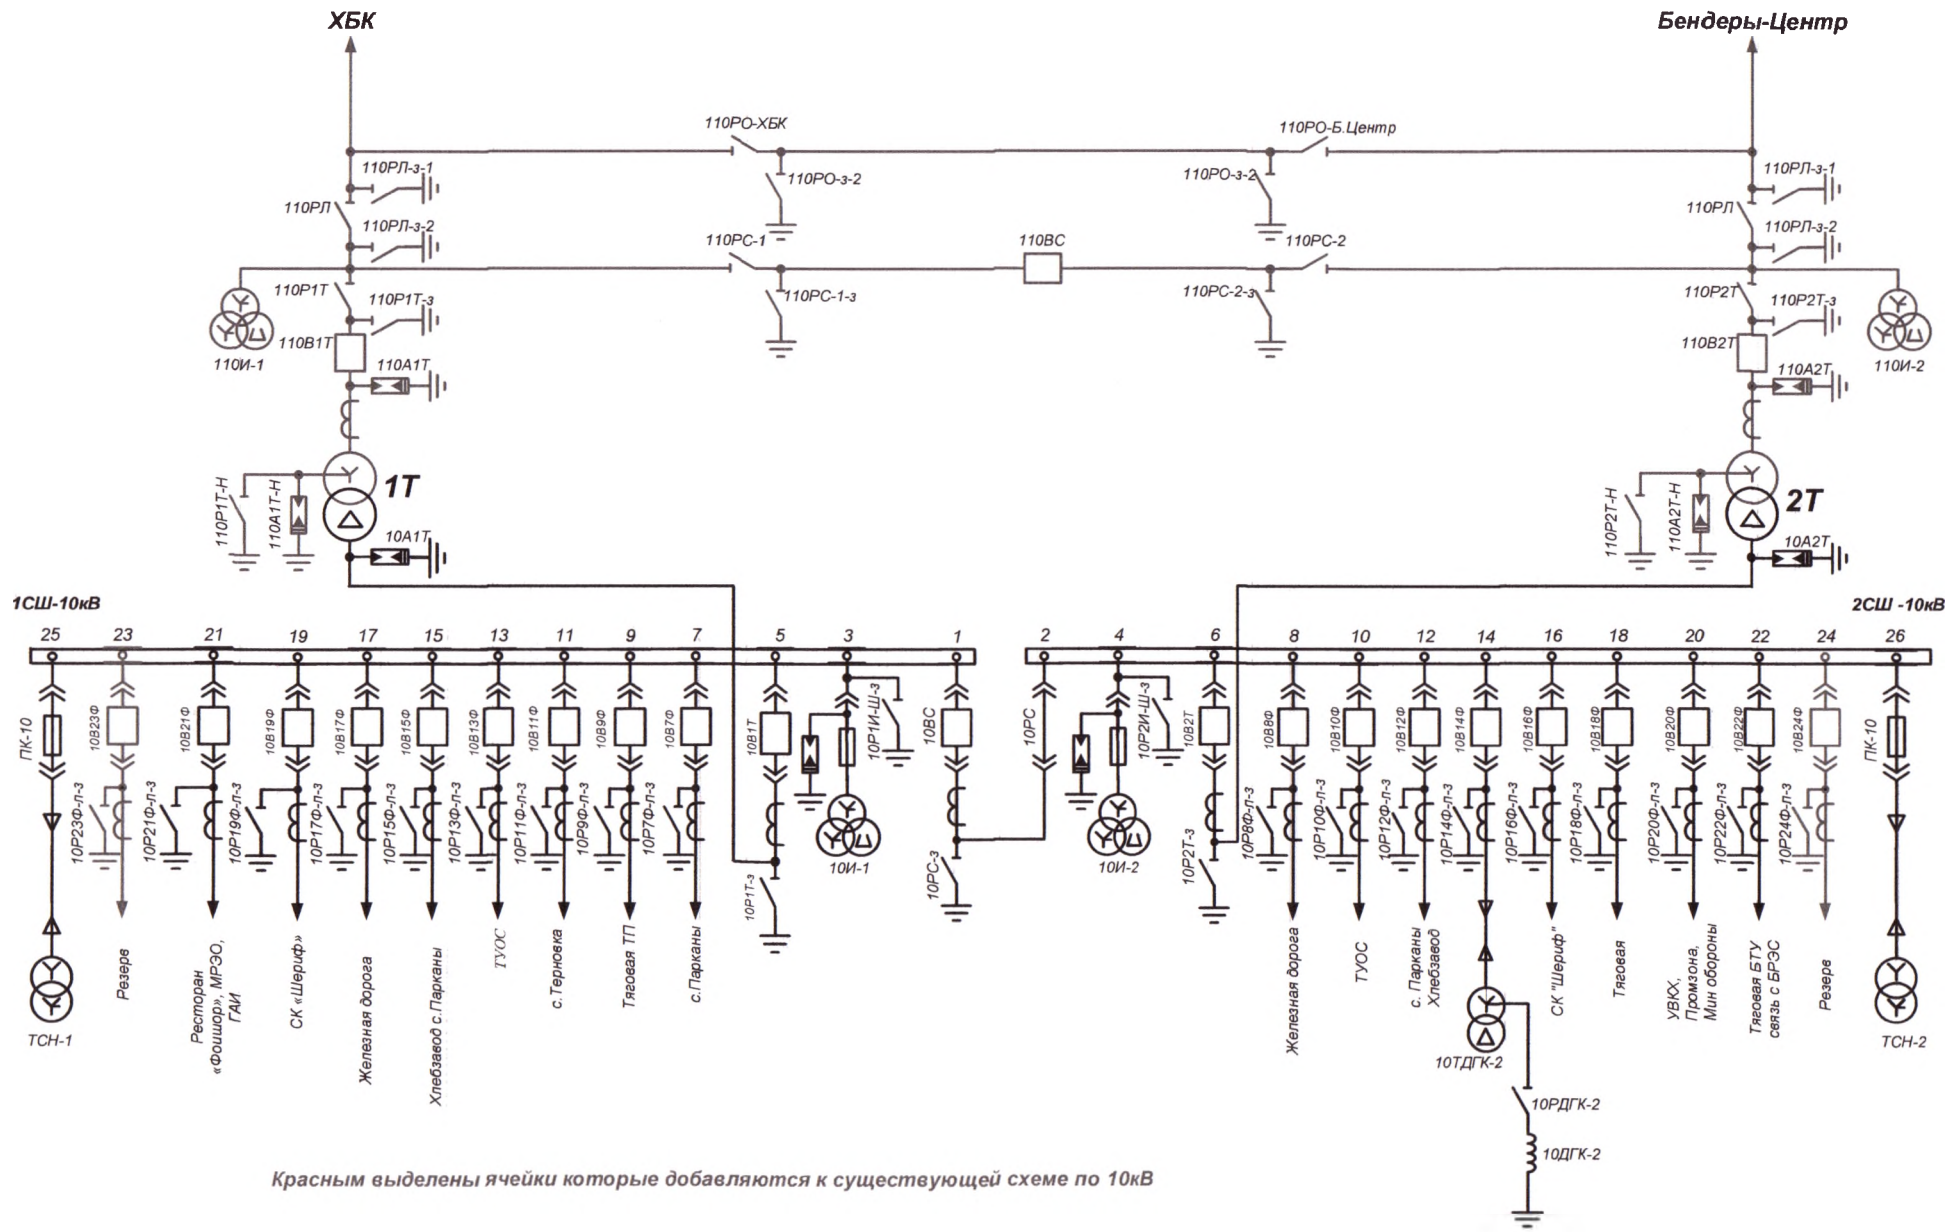 ХБК
Бендеры-Центр
110РО-ХБК
110РО-Б.Центр
110РЛ-з-1
110РО-з-2
110РО-з-2
110РЛ-з-1
110РЛ
110РЛ
110РЛ-з-2
110РС-1
110ВС
110РС-2
110РЛ-з-2
110Р1Т
110Р1Т-з
110РС-1-з
110РС-2-з
110Р2Т
110Р2Т-з
110В1Т
110В2Т
110И-1
110А1Т
110А2Т
110И-2
1Т
2Т
110Р1Т-Н
110А1Т-Н
110Р2Т-Н
110А2Т-Н
10А1Т
10А2Т
1СШ-10кВ
2СШ -10кВ
25 23 21 19 17 15 13 11 9 7 5 3 1 2 4 6 8 10 12 14 16 18 20 22 24 26
ПК-10
10В23Ф
10В21Ф
10В19Ф
10В17Ф
10В15Ф
10В13Ф
10В11Ф
10В9Ф
10В7Ф
10В1Т
10Р1И-Ш-з
10ВС
10РС
10Р2И-Ш-з
10В2Т
10В8Ф
10В10Ф
10В12Ф
10В14Ф
10В16Ф
10В18Ф
10В20Ф
10В22Ф
10В24Ф
ПК-10
10Р23Ф-л-з
10Р21Ф-л-з
10Р19Ф-л-з
10Р17Ф-л-з
10Р15Ф-л-з
10Р13Ф-л-з
10Р11Ф-л-з
10Р9Ф-л-з
10Р7Ф-л-з
10Р1Т-з
10И-1
10РС-з
10И-2
10Р2Т-з
10Р8Ф-л-з
10Р10Ф-л-з
10Р12Ф-л-з
10Р14Ф-л-з
10Р16Ф-л-з
10Р18Ф-л-з
10Р20Ф-л-з
10Р22Ф-л-з
10Р24Ф-л-з
ТСН-1
Резерв
Ресторан
«Фоишор», МРЭО,
ГАИ
СК «Шериф»
Железная дорога
Хлебзавод с.Парканы
ТУОС
с.Терновка
Тяговая ТП
с.Парканы
Железная дорога
ТУОС
с. Парканы
Хлебзавод
10ТДГК-2
СК "Шериф"
Тяговая
УВКХ,
Промзона,
Мин обороны
Тяговая БТУ
связь с БРЭС
Резерв
ТСН-2
10РДГК-2
10ДГК-2
Красным выделены ячейки которые добавляются к существующей схеме по 10кВ